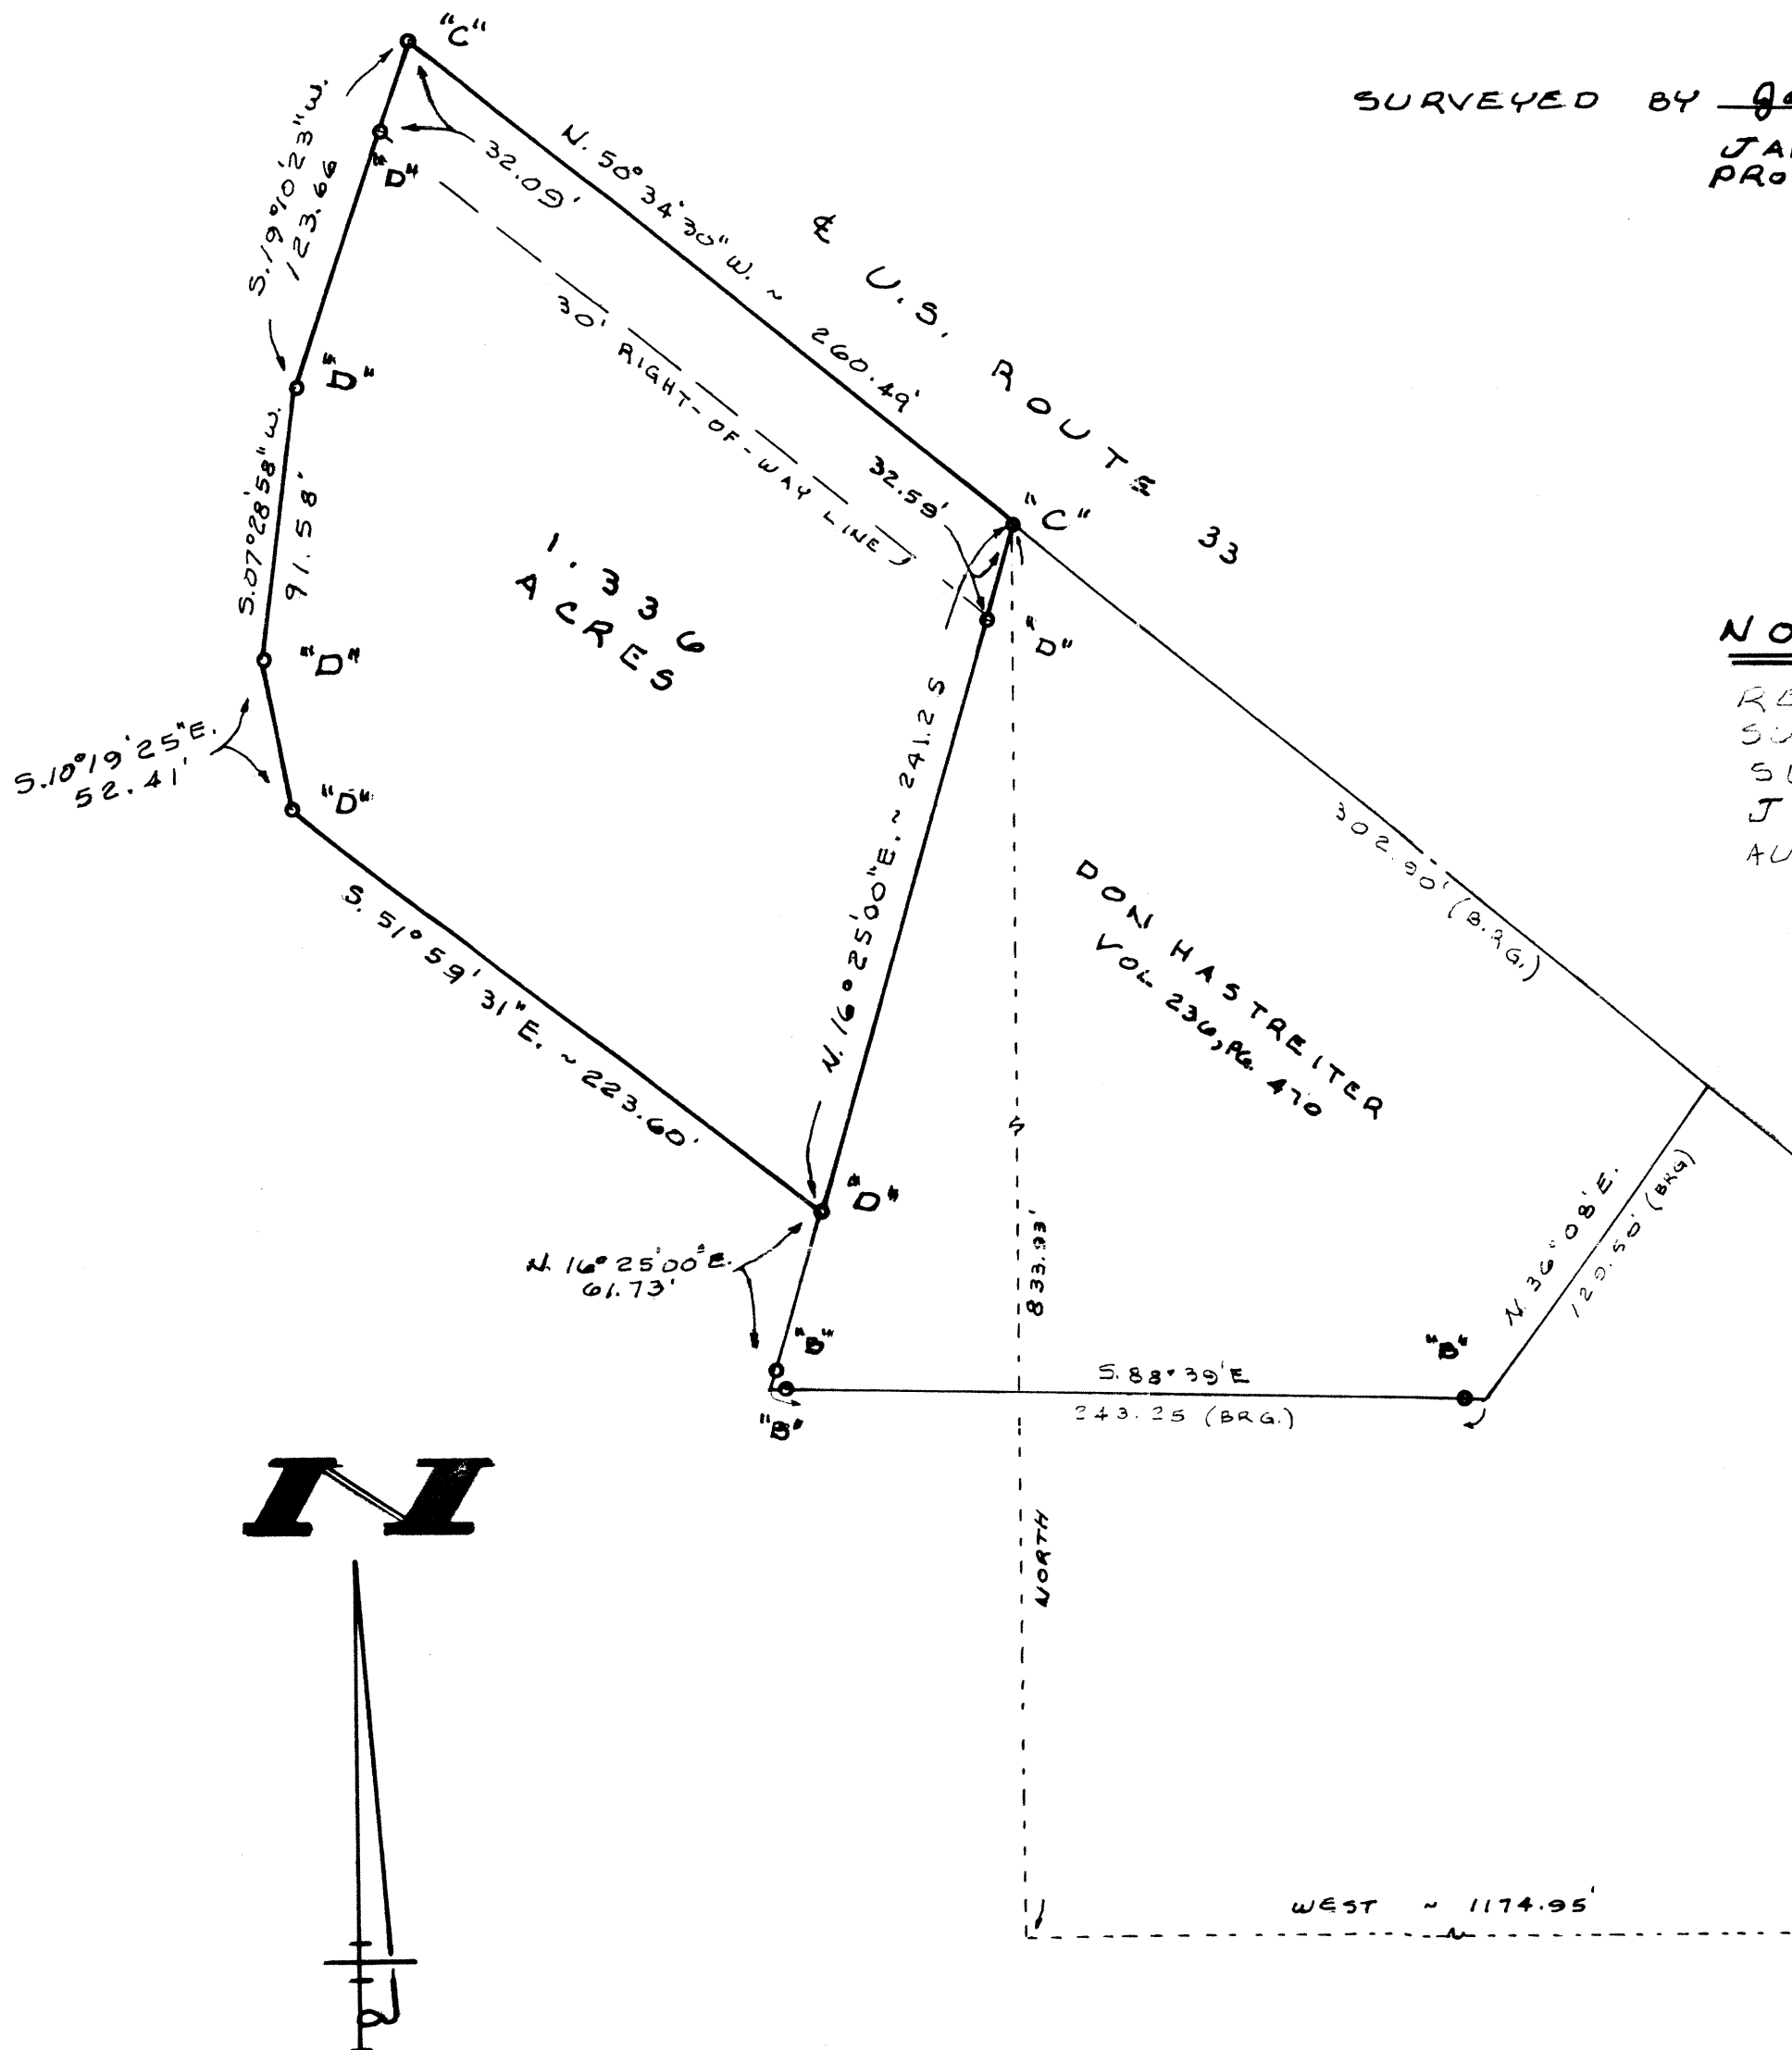 "C"
SURVEYED BY
S. 19°10'23" W.
123.66
"D"
32.09'
N. 50°34'30" W. ~ 260.49'
℄ U.S. ROUTE 33
30' RIGHT-OF-WAY LINE
"D"
32.59'
"C"
"D"
S. 07°28'58" W.
91.58'
1.336
ACRES
"D"
S. 10°19'25" E.
52.41'
"D"
N. 16°25'00" E. ~ 241.25
302.90' (BRG.)
DON HASTREITER
VOL. 236, PG. 470
S. 51°59'31" E. ~ 223.60'
"D"
N. 16°25'00" E.
61.73'
833.93'
N. 36°08' E.
129.50' (BRG)
"B"
"B"
"B"
S. 88°39' E
243.25 (BRG.)
N
NORTH
WEST ~ 1174.95'